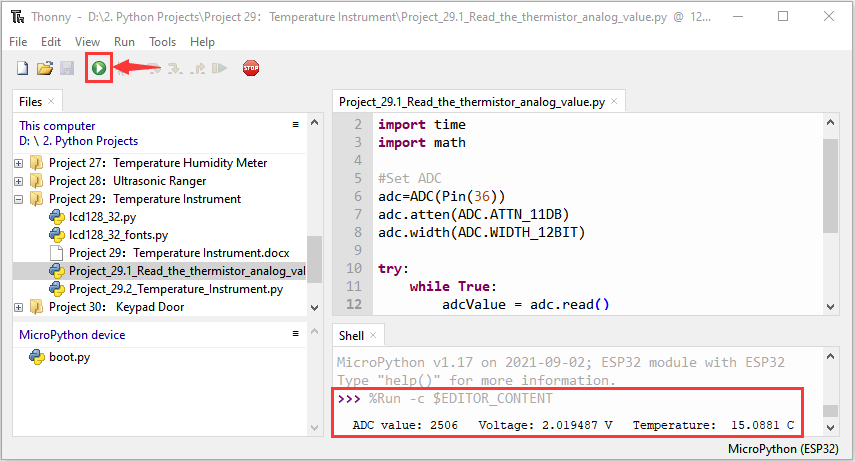 Thonny - D:\2. Python Projects\Project 29：Temperature Instrument\Project_29.1_Read_the_thermistor_analog_value.py @ 12...
File Edit View Run Tools Help
STOP
Files
This computer
D: \ 2. Python Projects
Project 27：Temperature Humidity Meter
Project 28：Ultrasonic Ranger
Project 29：Temperature Instrument
lcd128_32.py
lcd128_32_fonts.py
Project 29：Temperature Instrument.docx
Project_29.1_Read_the_thermistor_analog_val
Project_29.2_Temperature_Instrument.py
Project 30：Keypad Door
MicroPython device
boot.py
Project_29.1_Read_the_thermistor_analog_value.py
2 import time
3 import math
4
5 #Set ADC
6 adc=ADC(Pin(36))
7 adc.atten(ADC.ATTN_11DB)
8 adc.width(ADC.WIDTH_12BIT)
9
10 try:
11 while True:
12 adcValue = adc.read()
Shell
MicroPython v1.17 on 2021-09-02; ESP32 module with ESP32
Type "help()" for more information.
>>> %Run -c $EDITOR_CONTENT
ADC value: 2506 Voltage: 2.019487 V Temperature: 15.0881 C
MicroPython (ESP32)